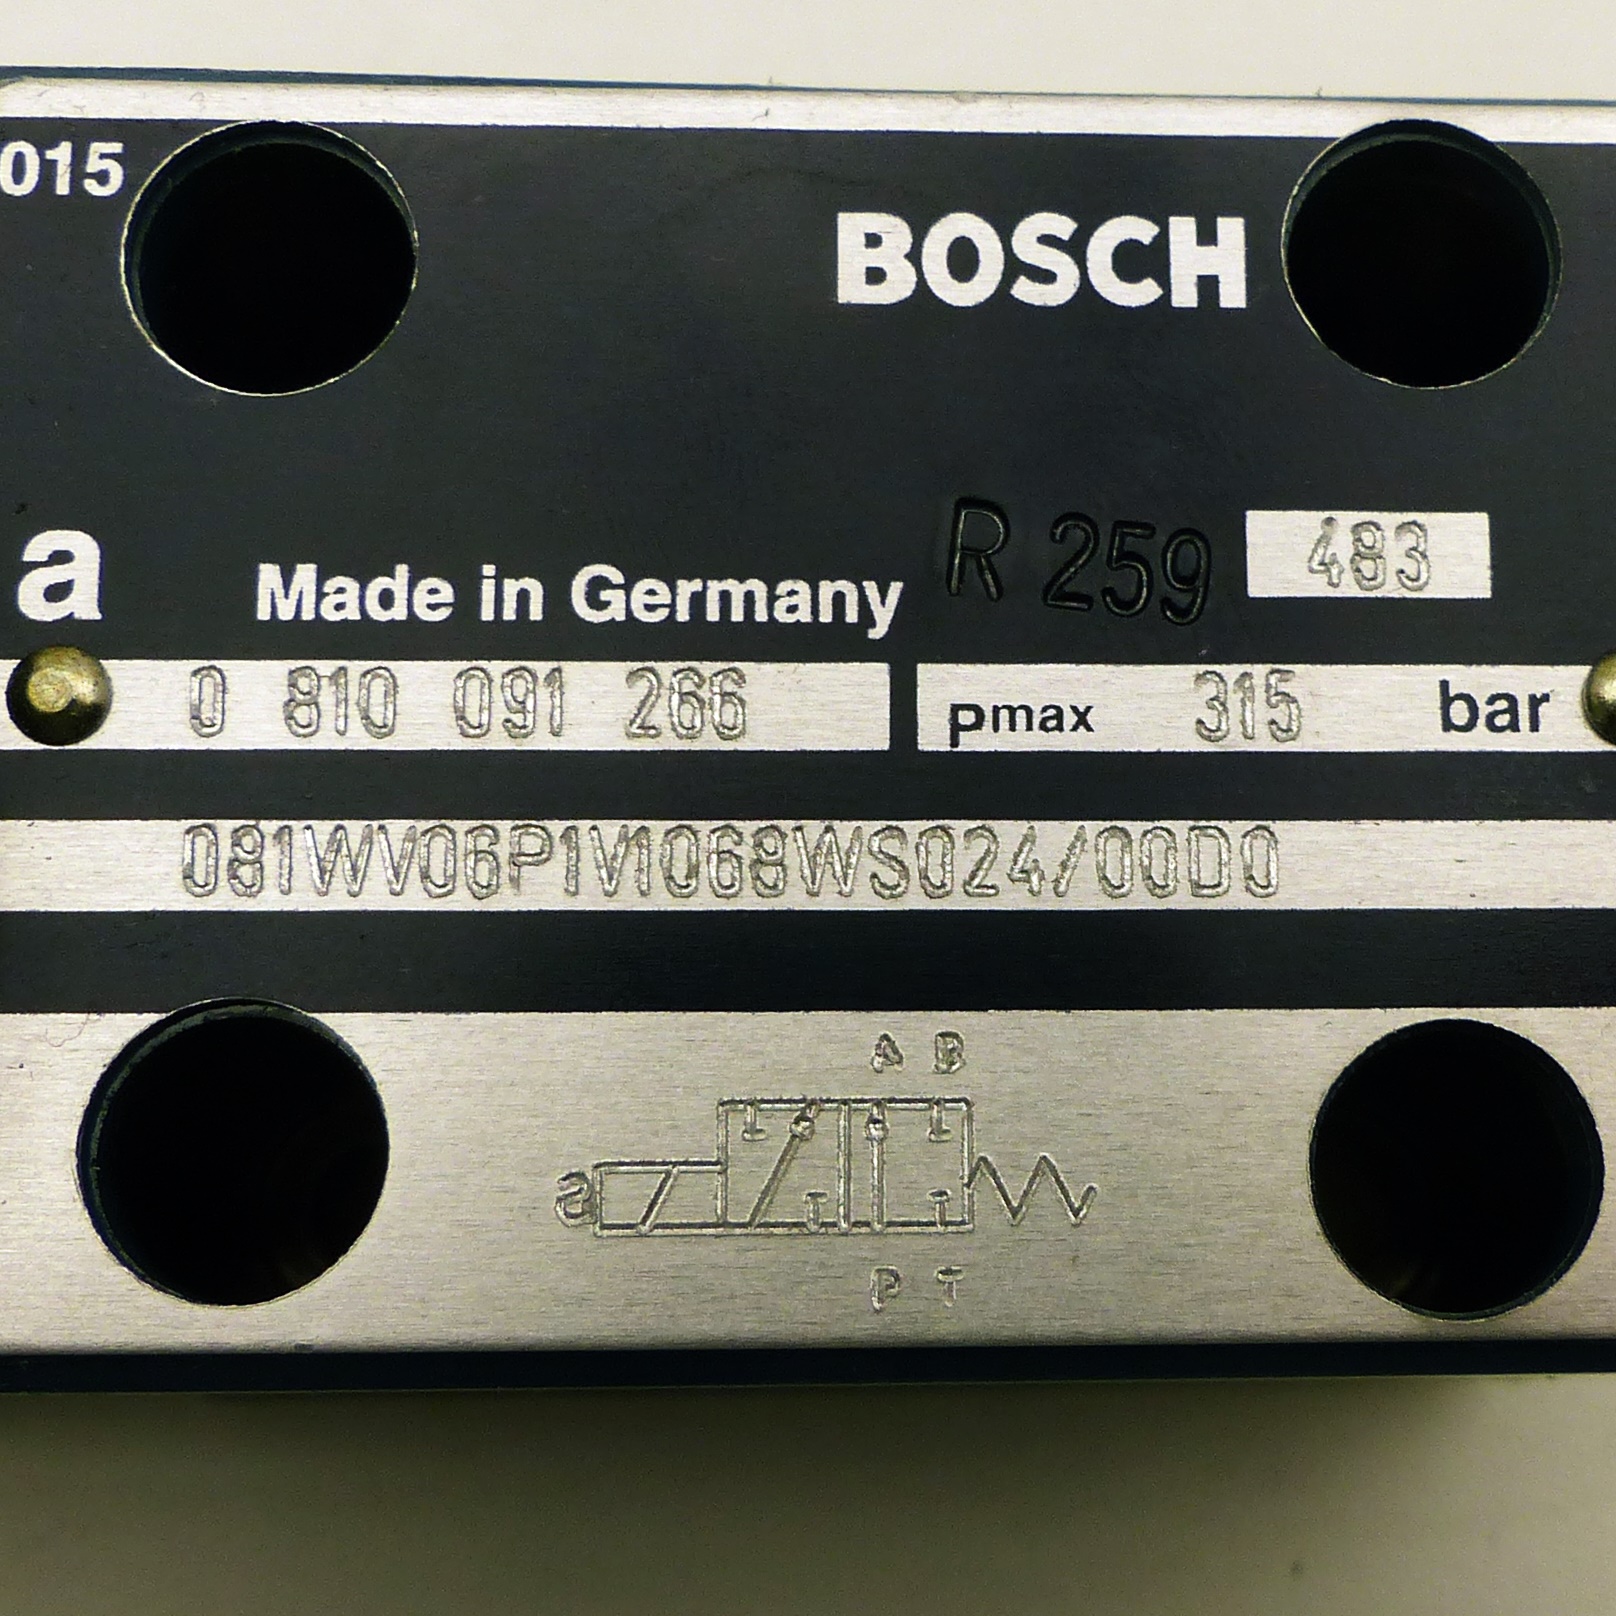 015
BOSCH
a
Made in Germany
R 259
483
0 810 091 266
pmax 315 bar
081WV06P1V1068WS024/00D0
A B
a
P T